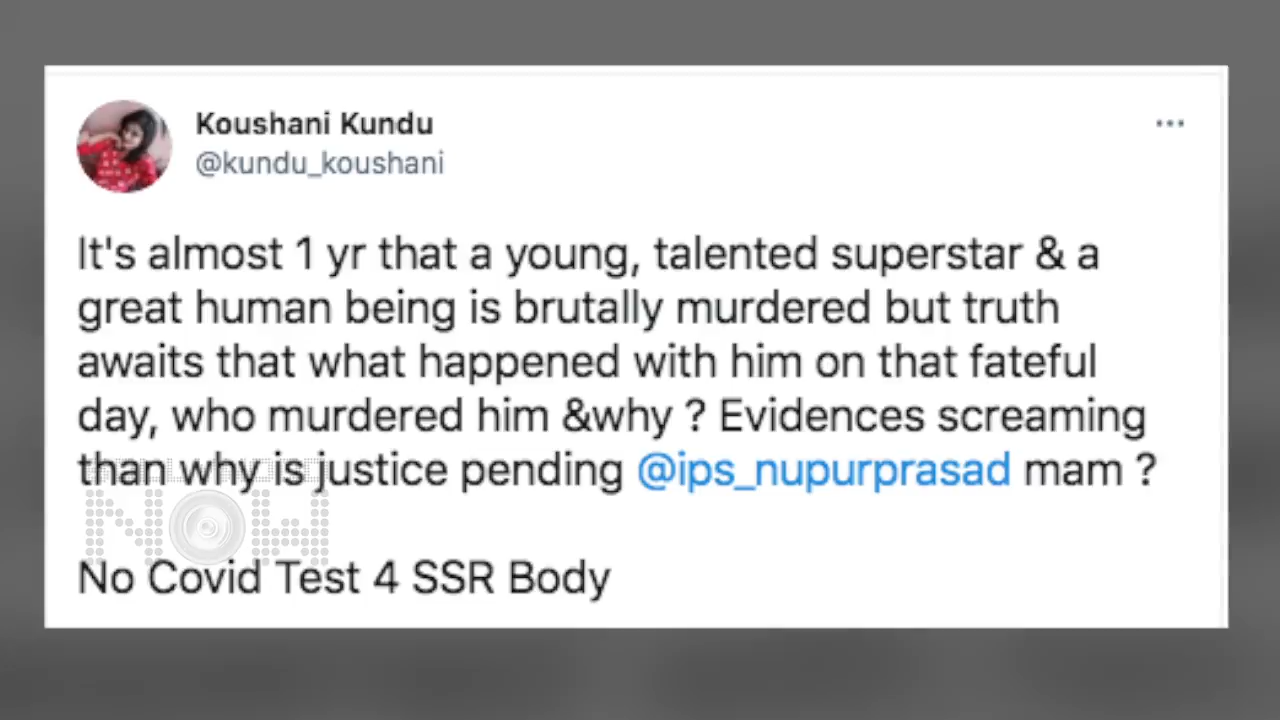 Koushani Kundu
@kundu_koushani
It's almost 1 yr that a young, talented superstar & a
great human being is brutally murdered but truth
awaits that what happened with him on that fateful
day, who murdered him &why ? Evidences screaming
than why is justice pending @ips_nupurprasad mam ?
NOW
No Covid Test 4 SSR Body